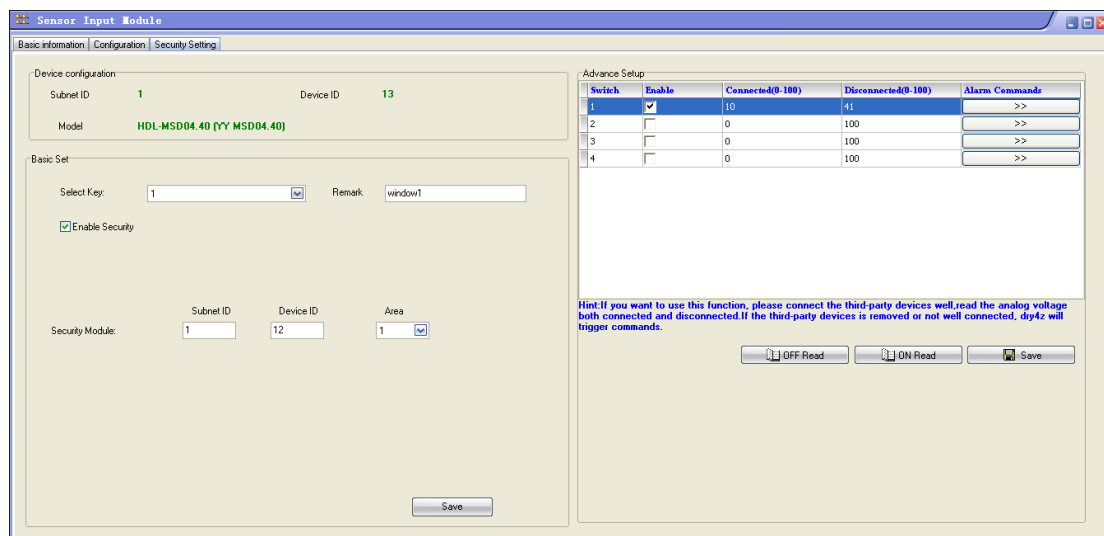 Sensor Input Module
Basic information Configuration Security Setting
Device configuration
Subnet ID 1 Device ID 13
Model HDL-MSD04.40 (YY MSD04.40)
Basic Set
Select Key: 1 Remark window1
Enable Security
Subnet ID Device ID Area
Security Module: 1 12 1
Save
Advance Setup
Switch Enable Connected(0-100) Disconnected(0-100) Alarm Commands
1 10 41 >>
2 0 100 >>
3 0 100 >>
4 0 100 >>
Hint:If you want to use this function, please connect the third-party devices well,read the analog voltage
both connected and disconnected.If the third-party devices is removed or not well connected, dry4z will
trigger commands.
OFF Read ON Read Save